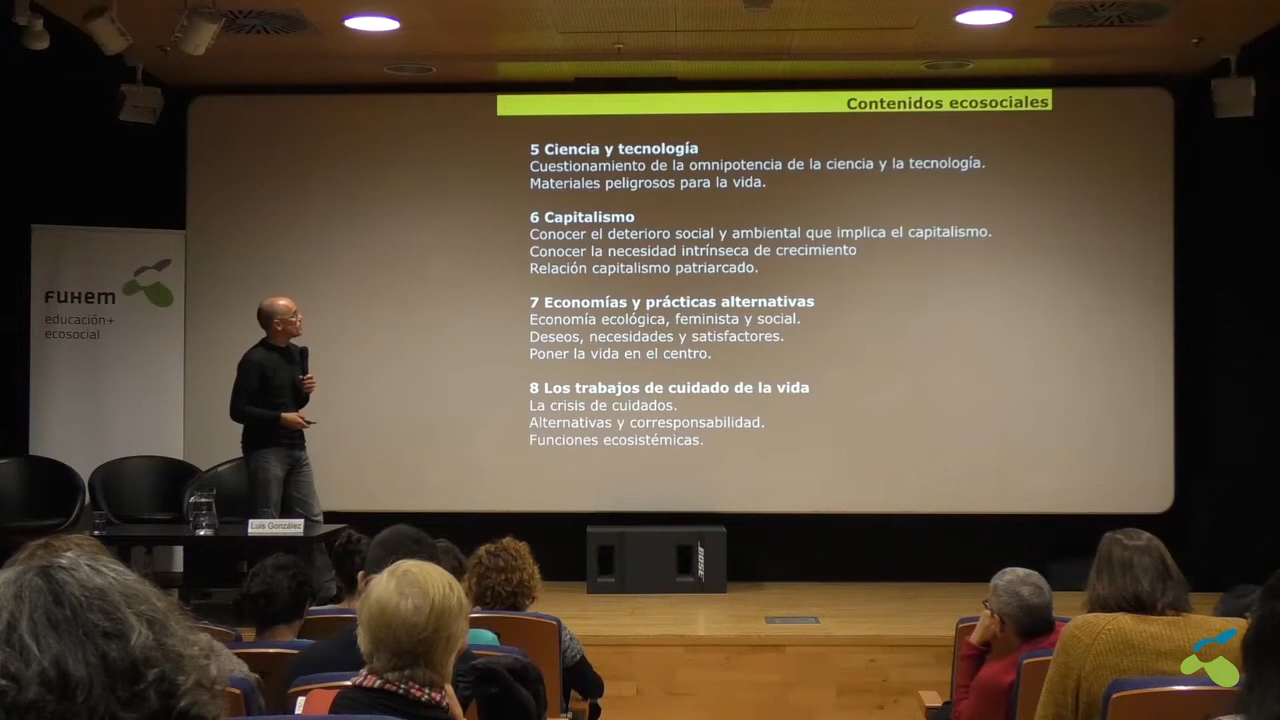 Contenidos ecosociales
5 Ciencia y tecnología
Cuestionamiento de la omnipotencia de la ciencia y la tecnología.
Materiales peligrosos para la vida.
6 Capitalismo
Conocer el deterioro social y ambiental que implica el capitalismo.
Conocer la necesidad intrínseca de crecimiento
Relación capitalismo patriarcado.
7 Economías y prácticas alternativas
Economía ecológica, feminista y social.
Deseos, necesidades y satisfactores.
Poner la vida en el centro.
8 Los trabajos de cuidado de la vida
La crisis de cuidados.
Alternativas y corresponsabilidad.
Funciones ecosistémicas.
FUHem
educación+
ecosocial
Luis González
BOSE